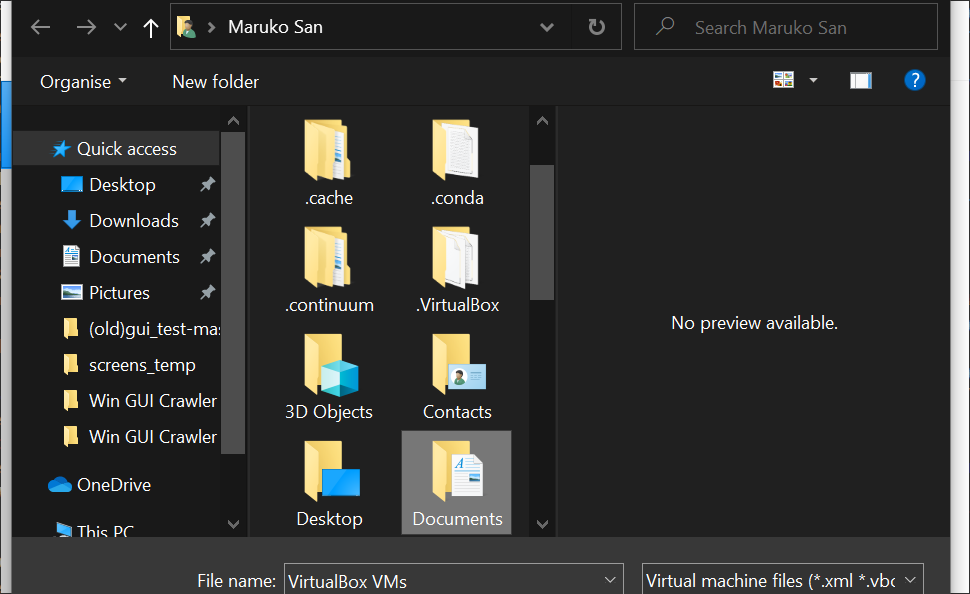 Maruko San
Search Maruko San
Organise
New folder
?
Quick access
Desktop
Downloads
Documents
Pictures
(old)gui_test-mas
screens_temp
Win GUI Crawler
Win GUI Crawler
OneDrive
This PC
.cache
.conda
.continuum
.VirtualBox
3D Objects
Contacts
Desktop
Documents
No preview available.
File name:
VirtualBox VMs
Virtual machine files (*.xml *.vbo